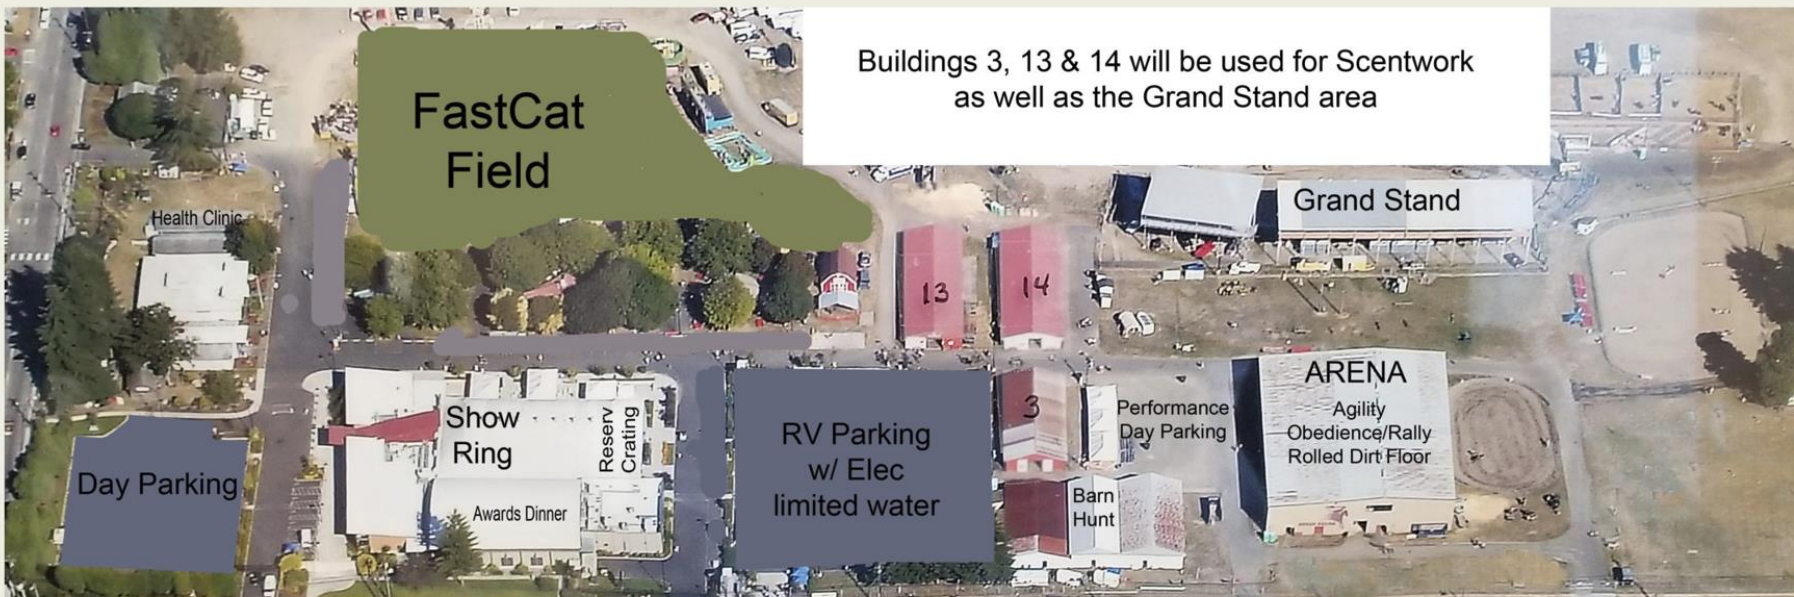 Buildings 3, 13 & 14 will be used for Scentwork
as well as the Grand Stand area
FastCat
Field
Health Clinic
Grand Stand
13
14
3
Show
Ring
Reserv
Crating
Awards Dinner
Day Parking
RV Parking
w/ Elec
limited water
Performance
Day Parking
Barn
Hunt
ARENA
Agility
Obedience/Rally
Rolled Dirt Floor